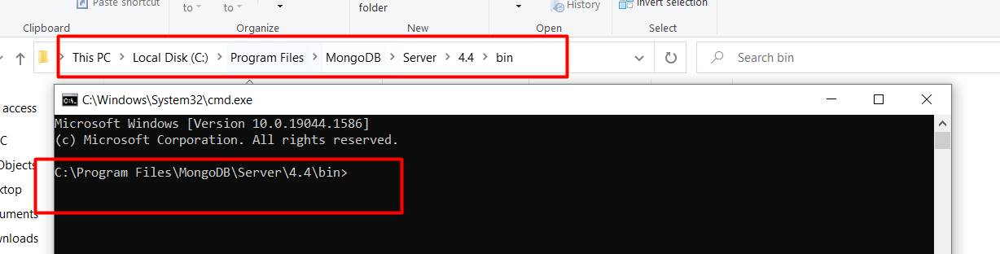 Paste shortcut
to
to
folder
History
Invert selection
Clipboard
Organize
New
Open
Select
This PC > Local Disk (C:) > Program Files > MongoDB > Server > 4.4 > bin
Search bin
C:\Windows\System32\cmd.exe
access
Microsoft Windows [Version 10.0.19044.1586]
(c) Microsoft Corporation. All rights reserved.
C
Objects
C:\Program Files\MongoDB\Server\4.4\bin>
ktop
uments
wnloads